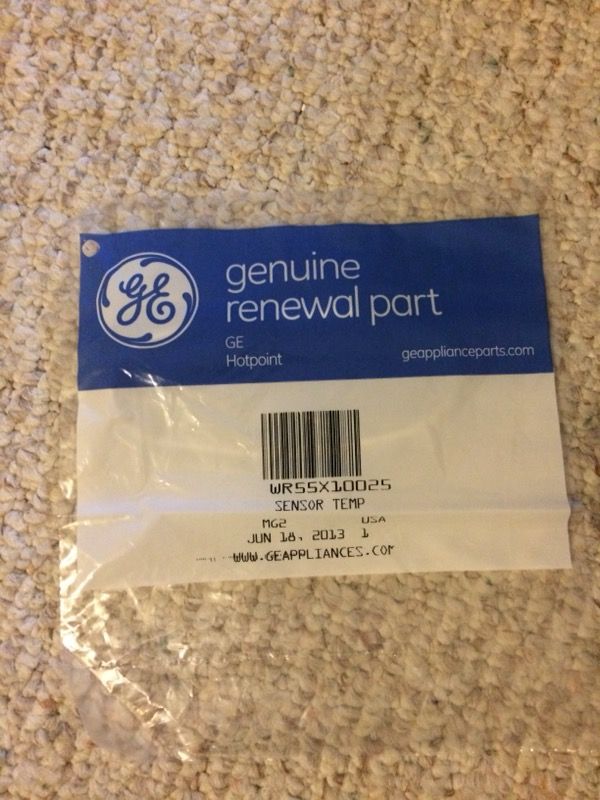 GE
genuine
renewal part
GE
Hotpoint
geapplianceparts.com
WR55X10025
SENSOR TEMP
MG2 USA
JUN 18, 2013 1
WWW.GEAPPLIANCES.COM